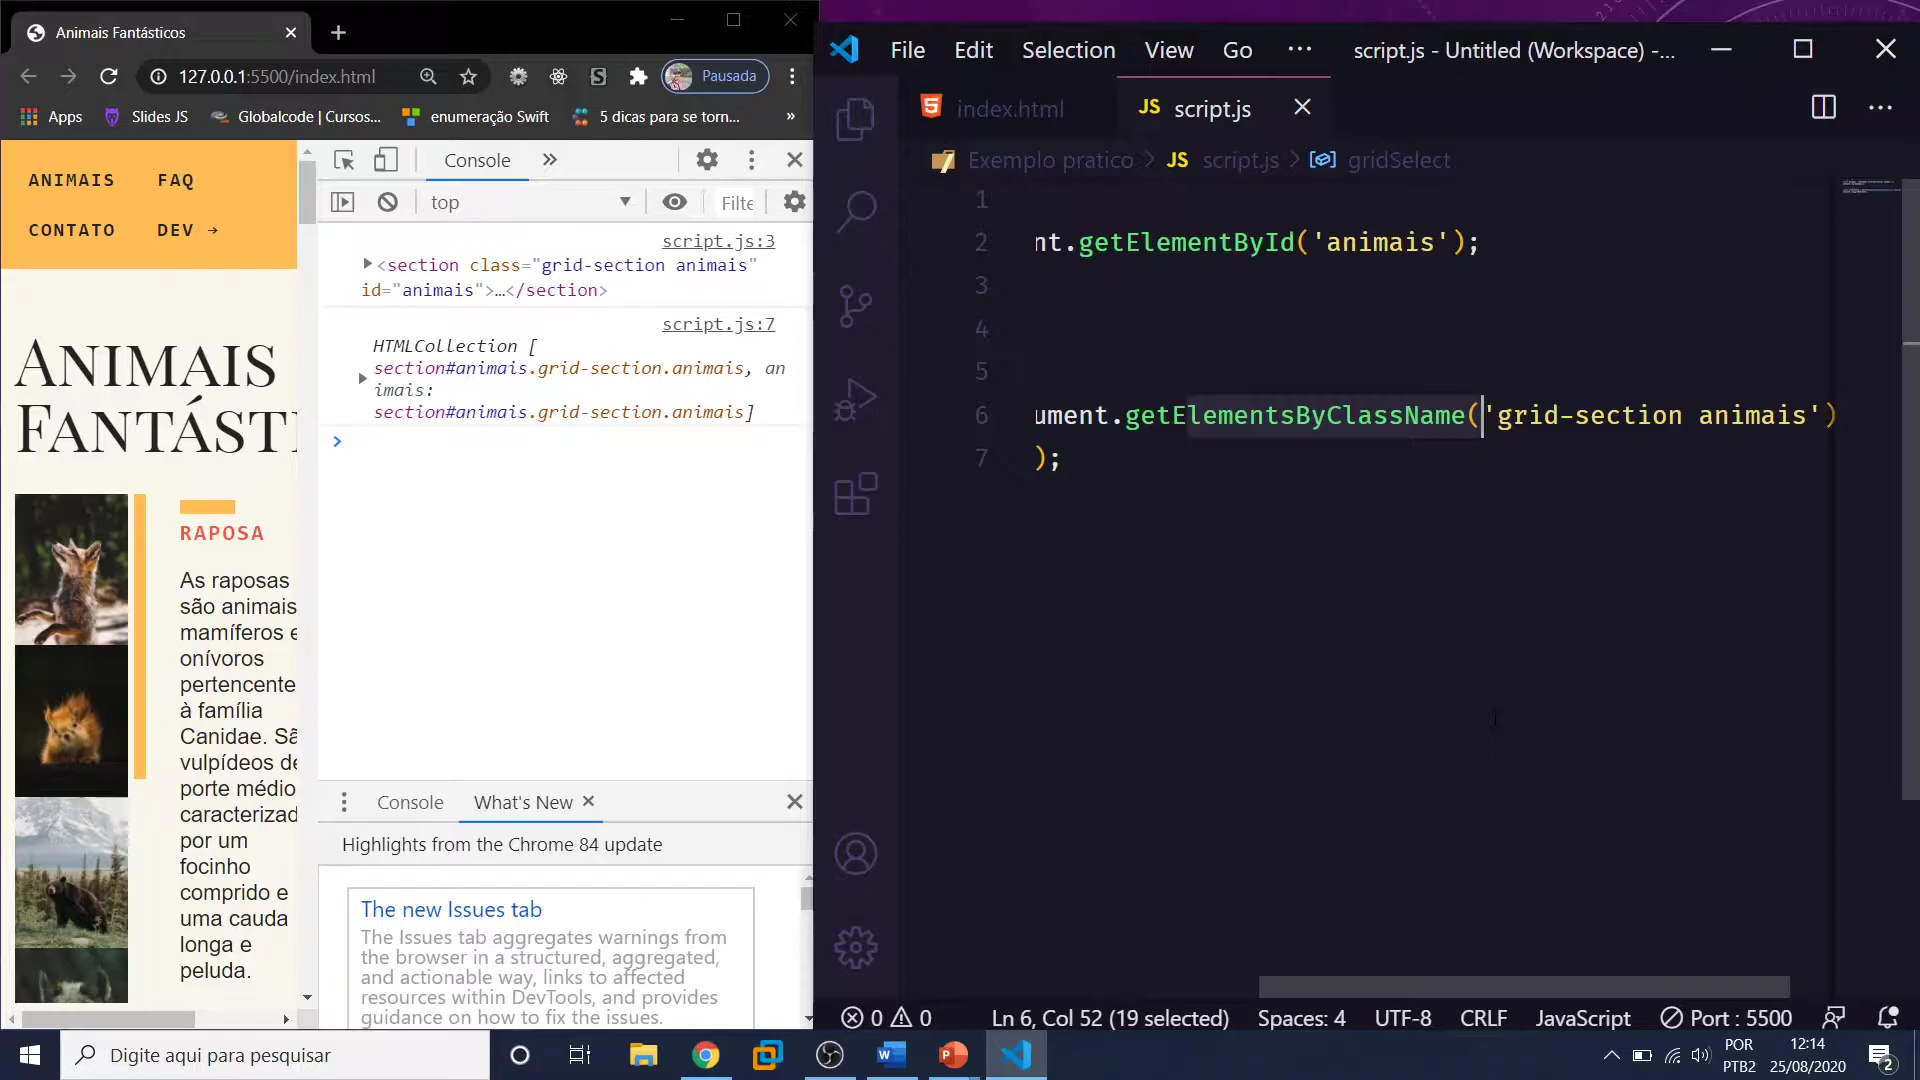 Animais Fantásticos
127.0.0.1:5500/index.html
Pausada
Apps
Slides JS
Globalcode | Cursos...
enumeração Swift
5 dicas para se torn...
»
ANIMAIS FAQ
CONTATO DEV →
ANIMAIS
FANTÁSTI
RAPOSA
As raposas
são animais
mamíferos e
onívoros
pertencente
à família
Canidae. Sã
vulpídeos de
porte médio
caracterizad
por um
focinho
comprido e
uma cauda
longa e
peluda.
Console
»
top
Filte
script.js:3
<section class="grid-section animais"
id="animais">…</section>
script.js:7
HTMLCollection [
section#animais.grid-section.animais, an
imais:
section#animais.grid-section.animais]
>
Console
What's New
Highlights from the Chrome 84 update
The new Issues tab
The Issues tab aggregates warnings from
the browser in a structured, aggregated,
and actionable way, links to affected
resources within DevTools, and provides
guidance on how to fix the issues.
File Edit Selection View Go ···
script.js - Untitled (Workspace) -...
index.html
JS script.js
Exemplo pratico > JS script.js > gridSelect
1
2 nt.getElementById('animais');
3
4
5
6 ument.getElementsByClassName('grid-section animais')
7 );
0 0
Ln 6, Col 52 (19 selected)
Spaces: 4
UTF-8
CRLF
JavaScript
Port : 5500
Digite aqui para pesquisar
POR
PTB2
12:14
25/08/2020
2